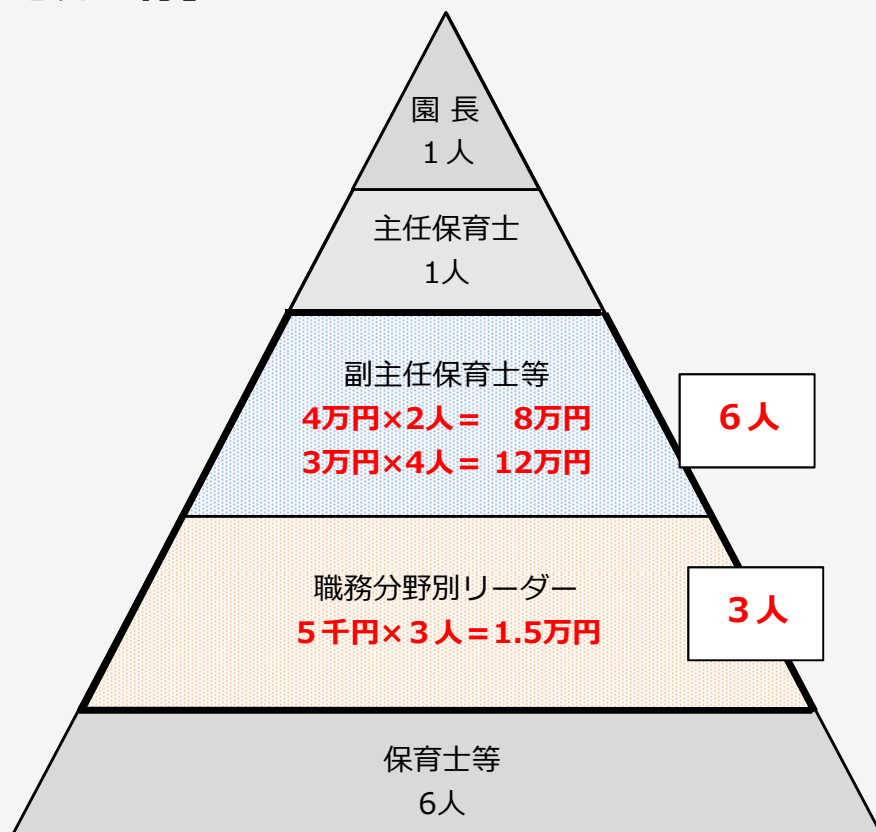 園 長
１人
主任保育士
1人
副主任保育士等
4万円×2人＝　8万円
3万円×4人＝ 12万円
６人
職務分野別リーダー
５千円×３人＝1.5万円
３人
保育士等
6人